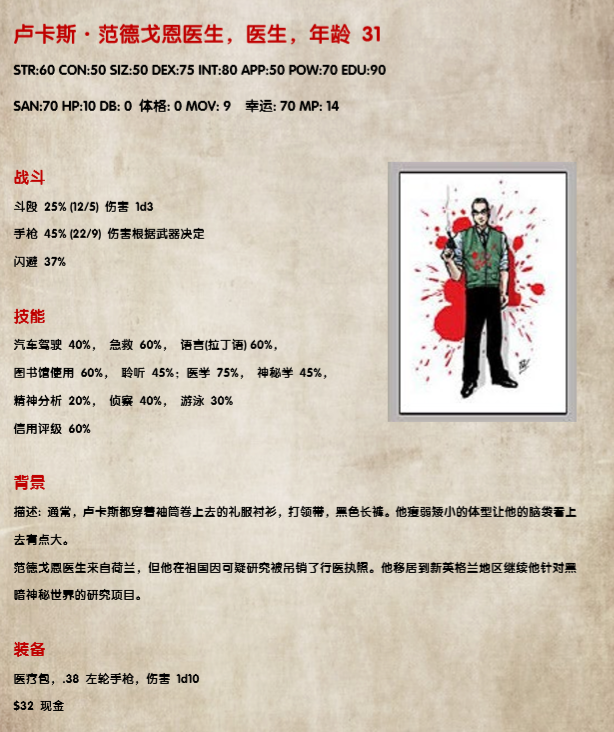 卢卡斯·范德戈恩医生，医生，年龄 31
STR:60 CON:50 SIZ:50 DEX:75 INT:80 APP:50 POW:70 EDU:90
SAN:70 HP:10 DB: 0 体格: 0 MOV: 9 幸运: 70 MP: 14
战斗
斗殴 25% (12/5) 伤害 1d3
手枪 45% (22/9) 伤害根据武器决定
闪避 37%
技能
汽车驾驶 40%， 急救 60%， 语言(拉丁语) 60%，
图书馆使用 60%， 聆听 45%；医学 75%， 神秘学 45%，
精神分析 20%， 侦察 40%， 游泳 30%
信用评级 60%
背景
描述: 通常，卢卡斯都穿着袖筒卷上去的礼服衬衫，打领带，黑色长裤。他瘦弱矮小的体型让他的脑袋看上
去有点大。
范德戈恩医生来自荷兰，但他在祖国因可疑研究被吊销了行医执照。他移居到新英格兰地区继续他针对黑
暗神秘世界的研究项目。
装备
医疗包，.38 左轮手枪，伤害 1d10
$32 现金